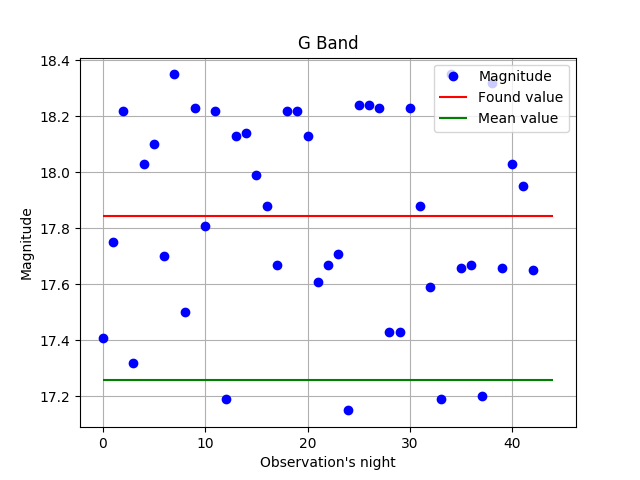 G Band
18.4
18.2
18.0
17.8
17.6
17.4
17.2
Magnitude
Magnitude
Found value
Mean value
0
10
20
30
40
Observation's night